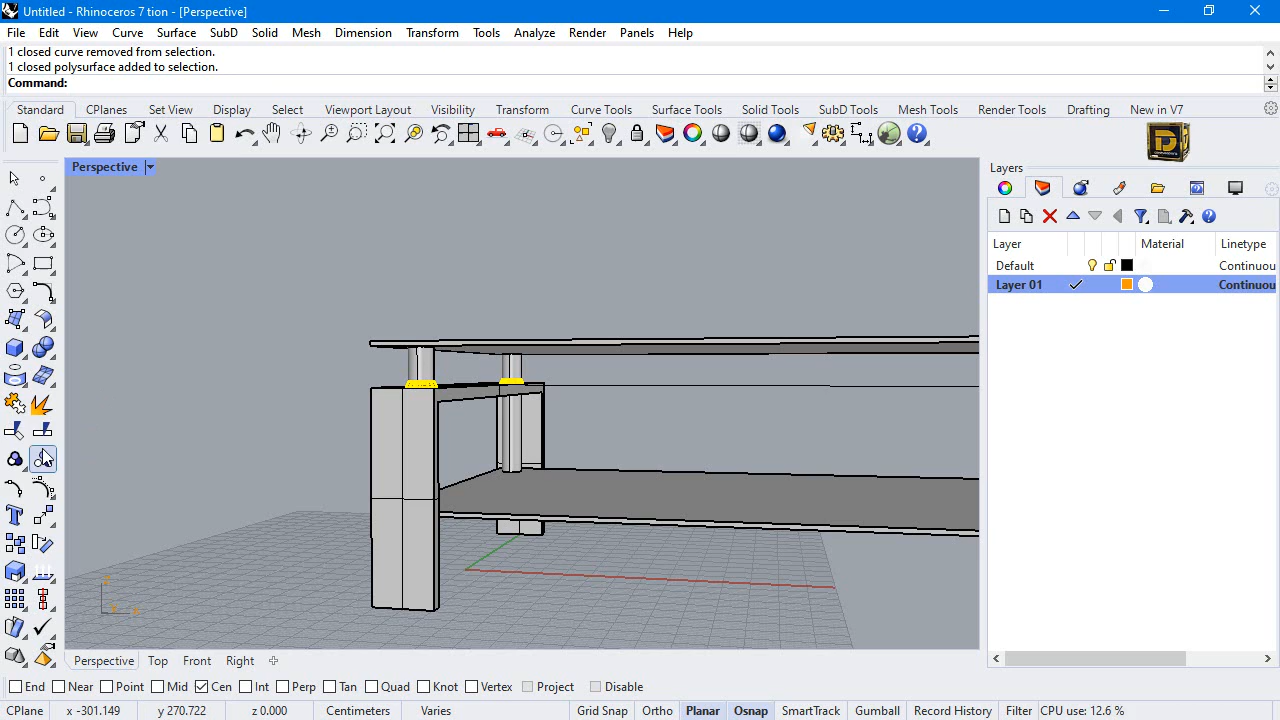 Untitled - Rhinoceros 7 tion - [Perspective]
File Edit View Curve Surface SubD Solid Mesh Dimension Transform Tools Analyze Render Panels Help
1 closed curve removed from selection.
1 closed polysurface added to selection.
Command:
Standard CPlanes Set View Display Select Viewport Layout Visibility Transform Curve Tools Surface Tools Solid Tools SubD Tools Mesh Tools Render Tools Drafting New in V7
Perspective
Layers
Layer Material Linetype
Default Continuou
Layer 01 Continuou
Perspective Top Front Right
End Near Point Mid Cen Int Perp Tan Quad Knot Vertex Project Disable
CPlane x -301.149 y 270.722 z 0.000 Centimeters Varies Grid Snap Ortho Planar Osnap SmartTrack Gumball Record History Filter CPU use: 12.6 %